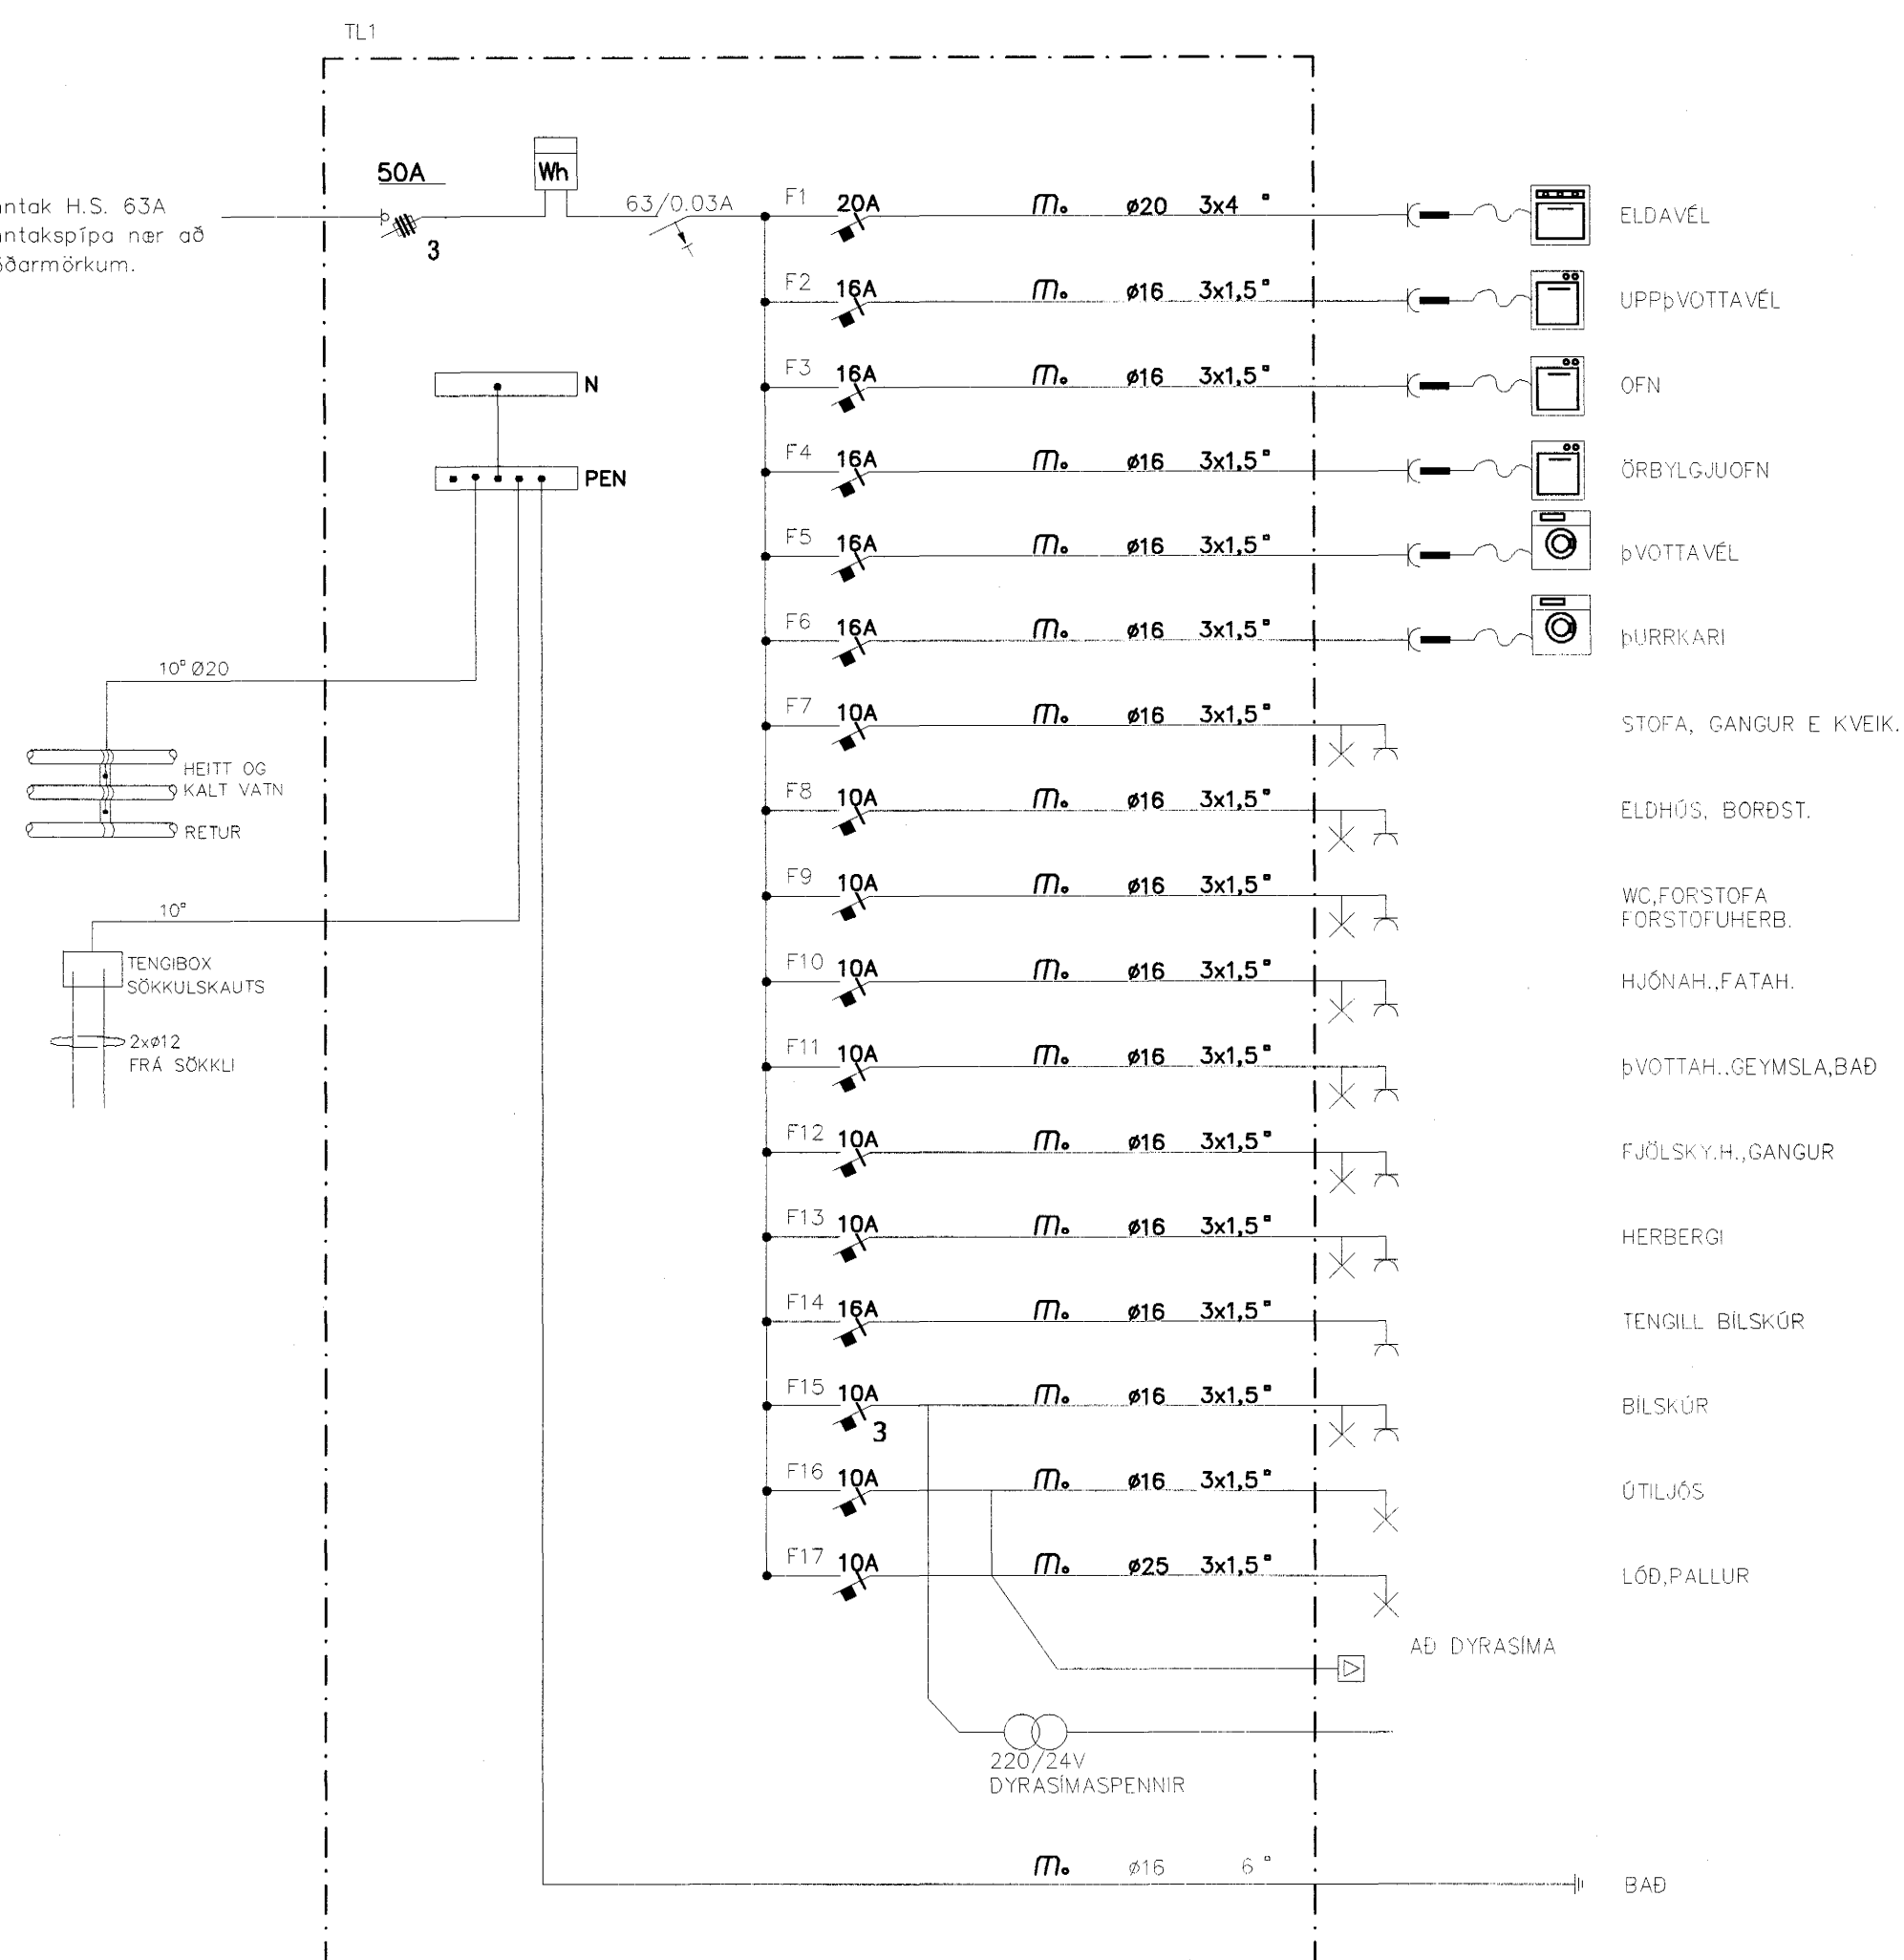 TL1
H.S. 63A
nær að
50A
3
Wh
63/0.03A
N
PEN
10° Ø20
HEITT OG
KALT VATN
RETUR
10°
TENGIBOX
SÖKKULSKAUTS
2xø12
FRÁ SÖKKLI
F1 20A m. ø20 3x4 ° ELDAVÉL
F2 16A m. ø16 3x1,5° UPPÞVOTTAVÉL
F3 16A m. ø16 3x1,5° OFN
F4 16A m. ø16 3x1,5° ÖRBYLGJUOFN
F5 16A m. ø16 3x1,5° ÞVOTTAVÉL
F6 16A m. ø16 3x1,5° ÞURRKARI
F7 10A m. ø16 3x1,5° STOFA, GANGUR E KVEIK.
F8 10A m. ø16 3x1,5° ELDHÚS, BORÐST.
F9 10A m. ø16 3x1,5° WC,FORSTOFA
FORSTOFUHERB.
F10 10A m. ø16 3x1,5° HJÓNAH.,FATAH.
F11 10A m. ø16 3x1,5° ÞVOTTAH..GEYMSLA,BAÐ
F12 10A m. ø16 3x1,5° FJÖLSKY.H.,GANGUR
F13 10A m. ø16 3x1,5° HERBERGI
F14 16A m. ø16 3x1,5° TENGILL BÍLSKÚR
F15 10A m. ø16 3x1,5° BÍLSKÚR
3
F16 10A m. ø16 3x1,5° ÚTILJÓS
F17 10A m. ø25 3x1,5° LÓÐ,PALLUR
AÐ DYRASÍMA
220/24V
DYRASÍMASPENNIR
m. ø16 6 ° BAÐ